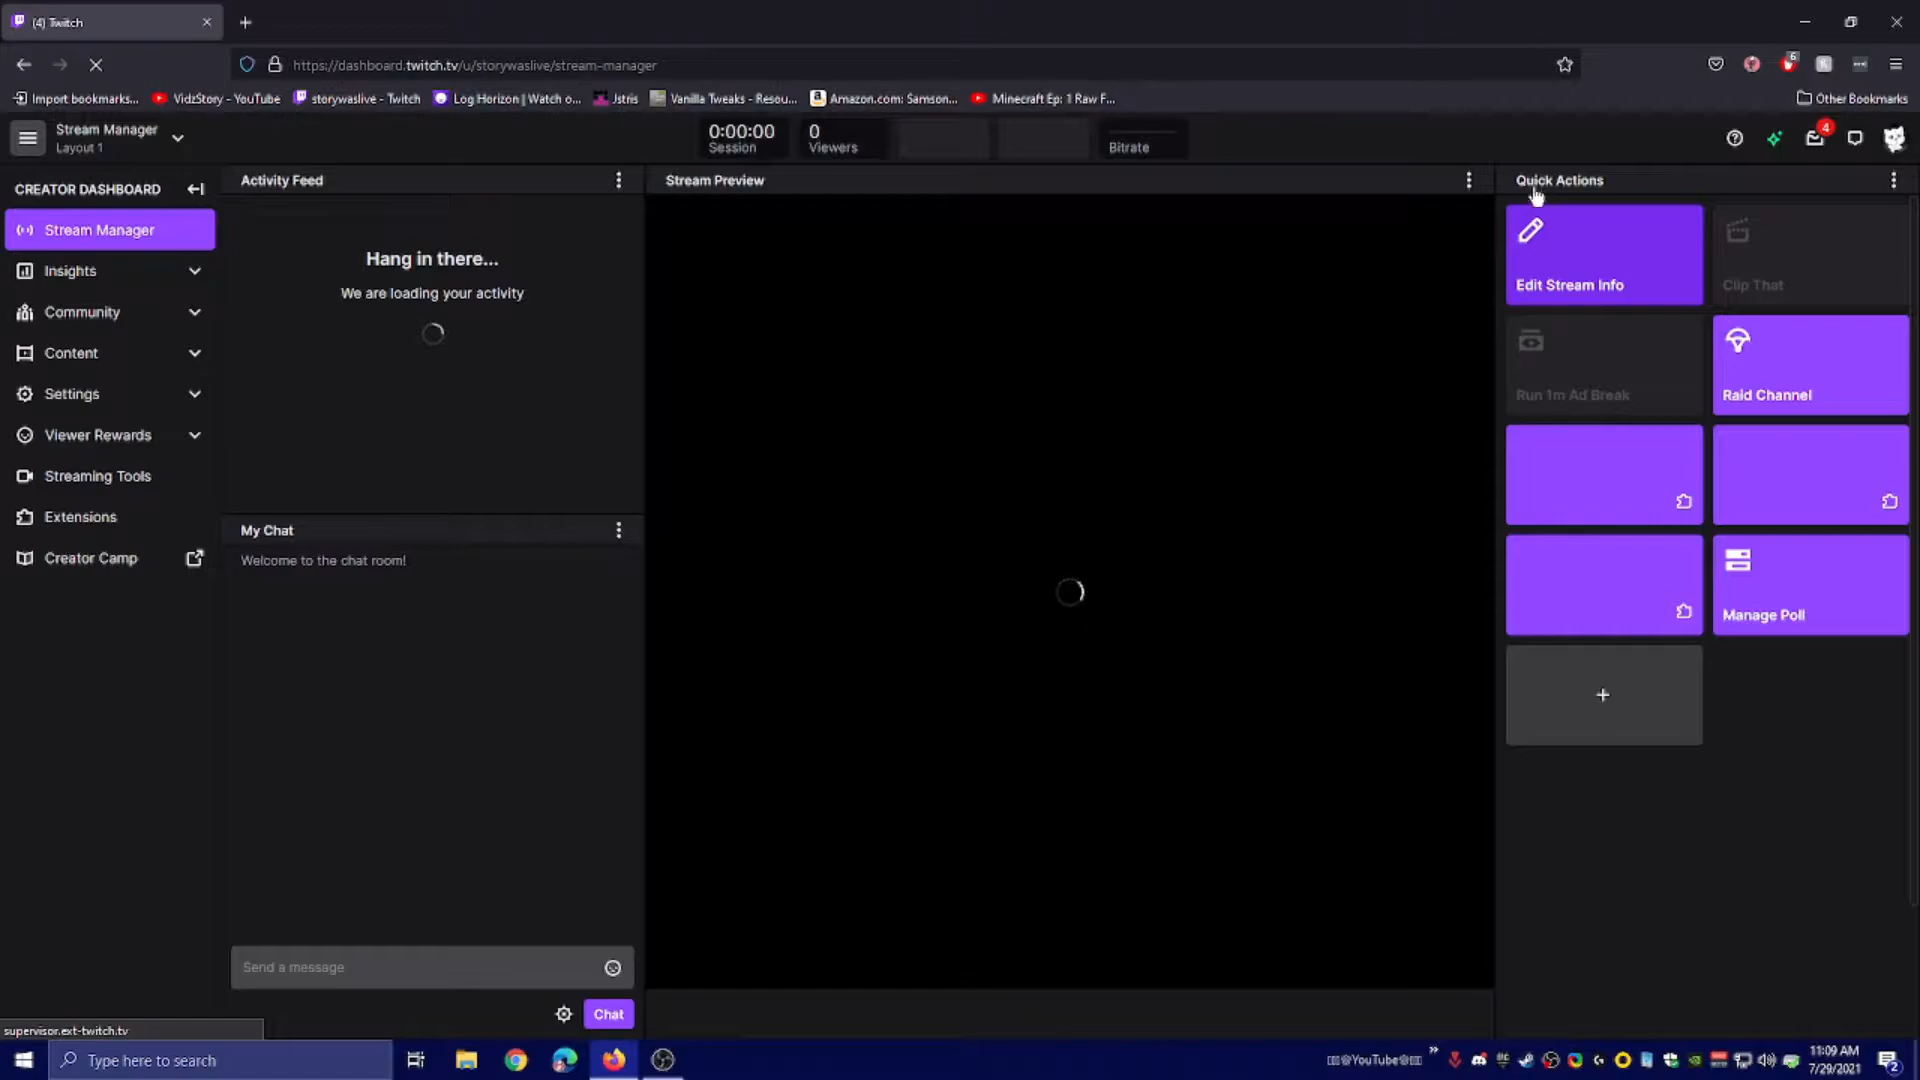 (4) Twitch
https://dashboard.twitch.tv/u/storywaslive/stream-manager
6
Import bookmarks...
VidzStory - YouTube
storywaslive - Twitch
Log Horizon | Watch o...
Jstris
Vanilla Tweaks - Resou...
Amazon.com: Samson...
Minecraft Ep: 1 Raw F...
Other Bookmarks
Stream Manager
Layout 1
0:00:00
Session
0
Viewers
Bitrate
4
CREATOR DASHBOARD
Stream Manager
Insights
Community
Content
Settings
Viewer Rewards
Streaming Tools
Extensions
Creator Camp
Activity Feed
Hang in there...
We are loading your activity
My Chat
Welcome to the chat room!
Send a message
Chat
Stream Preview
Quick Actions
Edit Stream Info
Clip That
Run 1m Ad Break
Raid Channel
Manage Poll
+
supervisor.ext-twitch.tv
Type here to search
YouTube
11:09 AM
7/29/2021
2